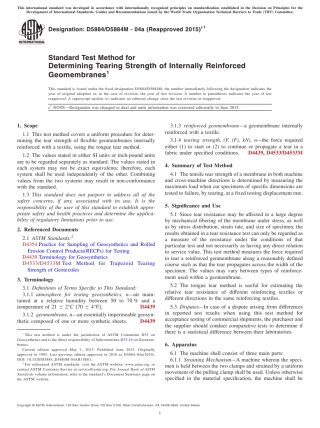 This international standard was developed in accordance with internationally recognized principles on standardization established in the Decision on Principles for the
Development of International Standards, Guides and Recommendations issued by the World Trade Organization Technical Barriers to Trade (TBT) Committee.
Designation: D5884/D5884M − 04a (Reapproved 2015)ε1
Standard Test Method for
Determining Tearing Strength of Internally Reinforced
Geomembranes1
This standard is issued under the fixed designation D5884/D5884M; the number immediately following the designation indicates the
year of original adoption or, in the case of revision, the year of last revision. A number in parentheses indicates the year of last
reapproval. A superscript epsilon (ε) indicates an editorial change since the last revision or reapproval.
ε1 NOTE—Designation was changed to dual and units information was corrected editorially in June 2015.
1. Scope
1.1 This test method covers a uniform procedure for deter-
mining the tear strength of flexible geomembranes internally
reinforced with a textile, using the tongue tear method.
1.2 The values stated in either SI units or inch-pound units
are to be regarded separately as standard. The values stated in
each system may not be exact equivalents; therefore, each
system shall be used independently of the other. Combining
values from the two systems may result in non-conformance
with the standard.
1.3 This standard does not purport to address all of the
safety concerns, if any, associated with its use. It is the
responsibility of the user of this standard to establish appro-
priate safety and health practices and determine the applica-
bility of regulatory limitations prior to use.
2. Referenced Documents
2.1 ASTM Standards:2
D4354 Practice for Sampling of Geosynthetics and Rolled
Erosion Control Products(RECPs) for Testing
D4439 Terminology for Geosynthetics
D4533/D4533M Test Method for Trapezoid Tearing
Strength of Geotextiles
3. Terminology
3.1 Definitions of Terms Specific to This Standard:
3.1.1 atmosphere for testing geosynthetics, n—air main-
tained at a relative humidity between 50 to 70 % and a
temperature of 21 ± 2°C (70 ± 4°F). D4439
3.1.2 geomembrane, n—an essentially impermeable geosyn-
thetic composed of one or more synthetic sheets. D4439
1 This test method is under the jurisdiction of ASTM Committee D35 on
Geosynthetics and is the direct responsibility of Subcommittee D35.10 on Geomem-
branes.
Current edition approved May 1, 2015. Published June 2015. Originally
approved in 1995. Last previous edition approved in 2010 as D5884–04a(2010).
DOI: 10.1520/D5884_D5884M-04AR15E01.
2 For referenced ASTM standards, visit the ASTM website, www.astm.org, or
contact ASTM Customer Service at service@astm.org. For Annual Book of ASTM
Standards volume information, refer to the standard's Document Summary page on
the ASTM website.
3.1.3 reinforced geomembrane—a geomembrane internally
reinforced with a textile.
3.1.4 tearing strength, (F, (F), kN), n—the force required
either (1) to start or (2) to continue or propagate a tear in a
fabric under specified conditions. D4439, D4533/D4533M
4. Summary of Test Method
4.1 The tensile tear strength of a membrane in both machine
and cross-machine directions is determined by measuring the
maximum load when cut specimens of specific dimensions are
tested to failure, by tearing, at a fixed testing displacement rate.
5. Significance and Use
5.1 Since tear resistance may be affected to a large degree
by mechanical fibering of the membrane under stress, as well
as by stress distribution, strain rate, and size of specimen, the
results obtained in a tear resistance test can only be regarded as
a measure of the resistance under the conditions of that
particular test and not necessarily as having any direct relation
to service value. This test method measures the force required
to tear a reinforced geomembrane along a reasonably defined
course such as that the tear propagates across the width of the
specimen. The values may vary between types of reinforce-
ment used within a geomembrane.
5.2 The tongue tear method is useful for estimating the
relative tear resistance of different reinforcing textiles or
different directions in the same reinforcing textiles.
5.3 Disputes—In case of a dispute arising from differences
in reported test results when using this test method for
acceptance testing of commercial shipments, the purchaser and
the supplier should conduct comparative tests to determine if
there is a statistical difference between their laboratories.
6. Apparatus
6.1 The machine shall consist of three main parts:
6.1.1 Straining Mechanism—A machine wherein the speci-
men is held between the two clamps and strained by a uniform
movement of the pulling clamp shall be used. Unless otherwise
specified in the material specification, the machine shall be
Copyright © ASTM International, 100 Barr Harbor Drive, PO Box C700, West Conshohocken, PA 19428-2959. United States
1